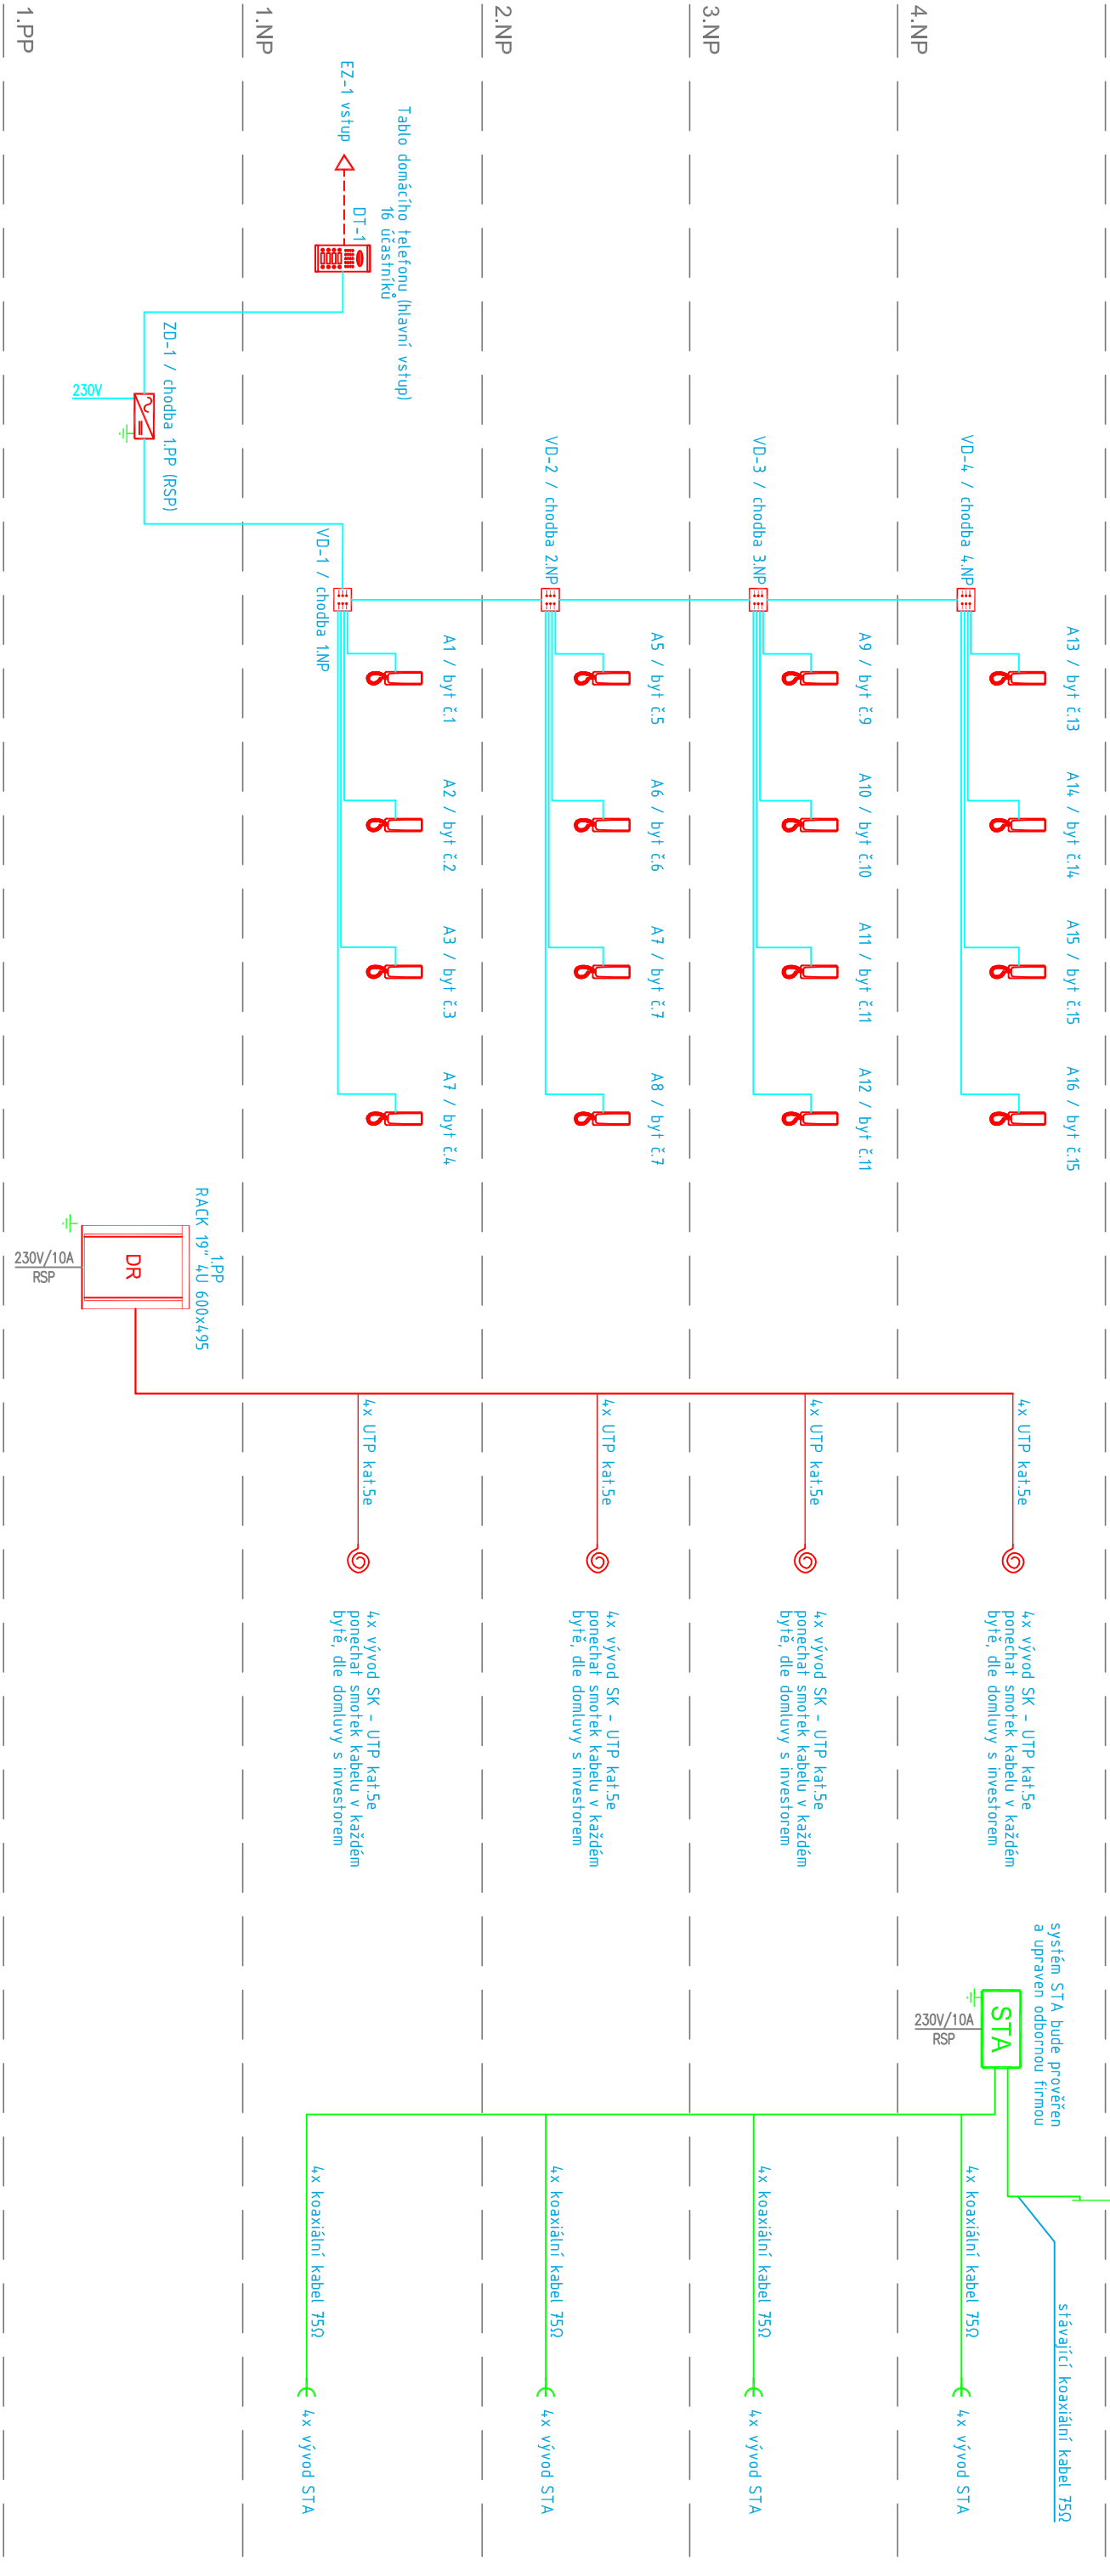 4.NP
3.NP
2.NP
1.NP
1.PP
EZ-1 vstup
Tablo domácího telefonu (hlavní vstup)
16 účastníků
DT-1
ZD-1 / chodba 1.PP (RSP)
230V
VD-4 / chodba 4.NP
VD-3 / chodba 3.NP
VD-2 / chodba 2.NP
VD-1 / chodba 1.NP
A13 / byt č.13
A14 / byt č.14
A15 / byt č.15
A16 / byt č.15
A9 / byt č.9
A10 / byt č.10
A11 / byt č.11
A12 / byt č.11
A5 / byt č.5
A6 / byt č.6
A7 / byt č.7
A8 / byt č.7
A1 / byt č.1
A2 / byt č.2
A3 / byt č.3
A7 / byt č.4
1.PP
RACK 19" 4U 600x495
DR
230V/10A
RSP
4x UTP kat.5e
4x UTP kat.5e
4x UTP kat.5e
4x UTP kat.5e
4x vývod SK - UTP kat.5e
ponechat smotek kabelu v každém
bytě, dle domluvy s investorem
4x vývod SK - UTP kat.5e
ponechat smotek kabelu v každém
bytě, dle domluvy s investorem
4x vývod SK - UTP kat.5e
ponechat smotek kabelu v každém
bytě, dle domluvy s investorem
4x vývod SK - UTP kat.5e
ponechat smotek kabelu v každém
bytě, dle domluvy s investorem
systém STA bude prověřen
a upraven odbornou firmou
STA
230V/10A
RSP
stávající koaxiální kabel 75Ω
4x koaxiální kabel 75Ω
4x koaxiální kabel 75Ω
4x koaxiální kabel 75Ω
4x koaxiální kabel 75Ω
4x vývod STA
4x vývod STA
4x vývod STA
4x vývod STA